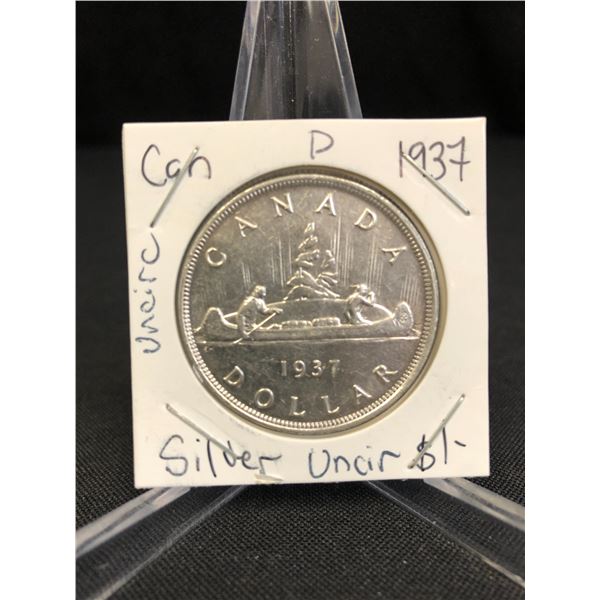 Can D 1937
Uncirc
CANADA
1937
DOLLAR
Silver Uncir $1-